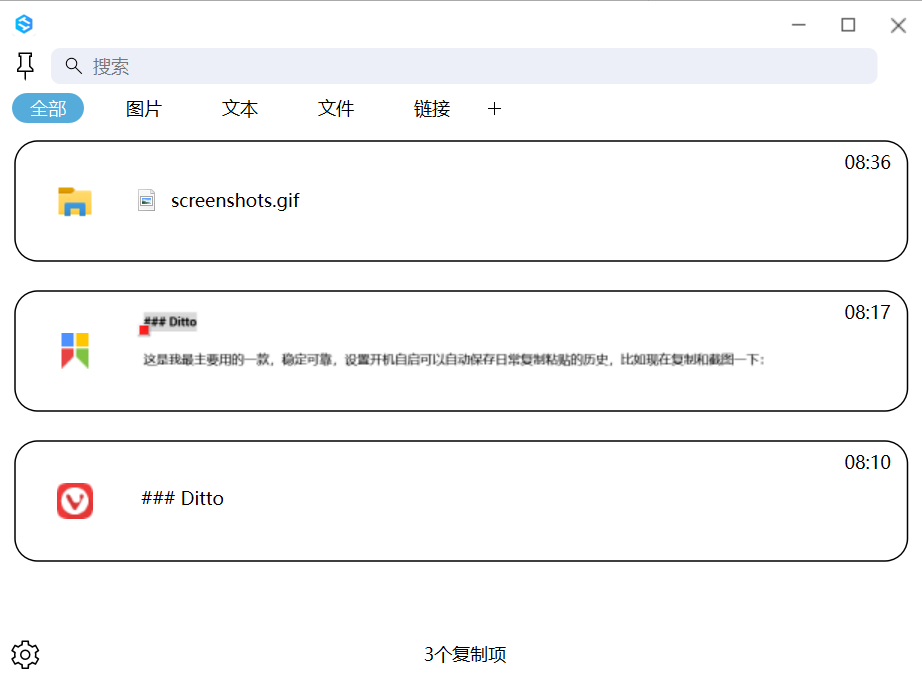 搜索
全部 图片 文本 文件 链接 +
08:36
screenshots.gif
08:17
### Ditto
这是我最主要用的一款，稳定可靠，设置开机自启可以自动保存日常复制粘贴的历史，比如现在复制和截图一下：
08:10
### Ditto
3个复制项